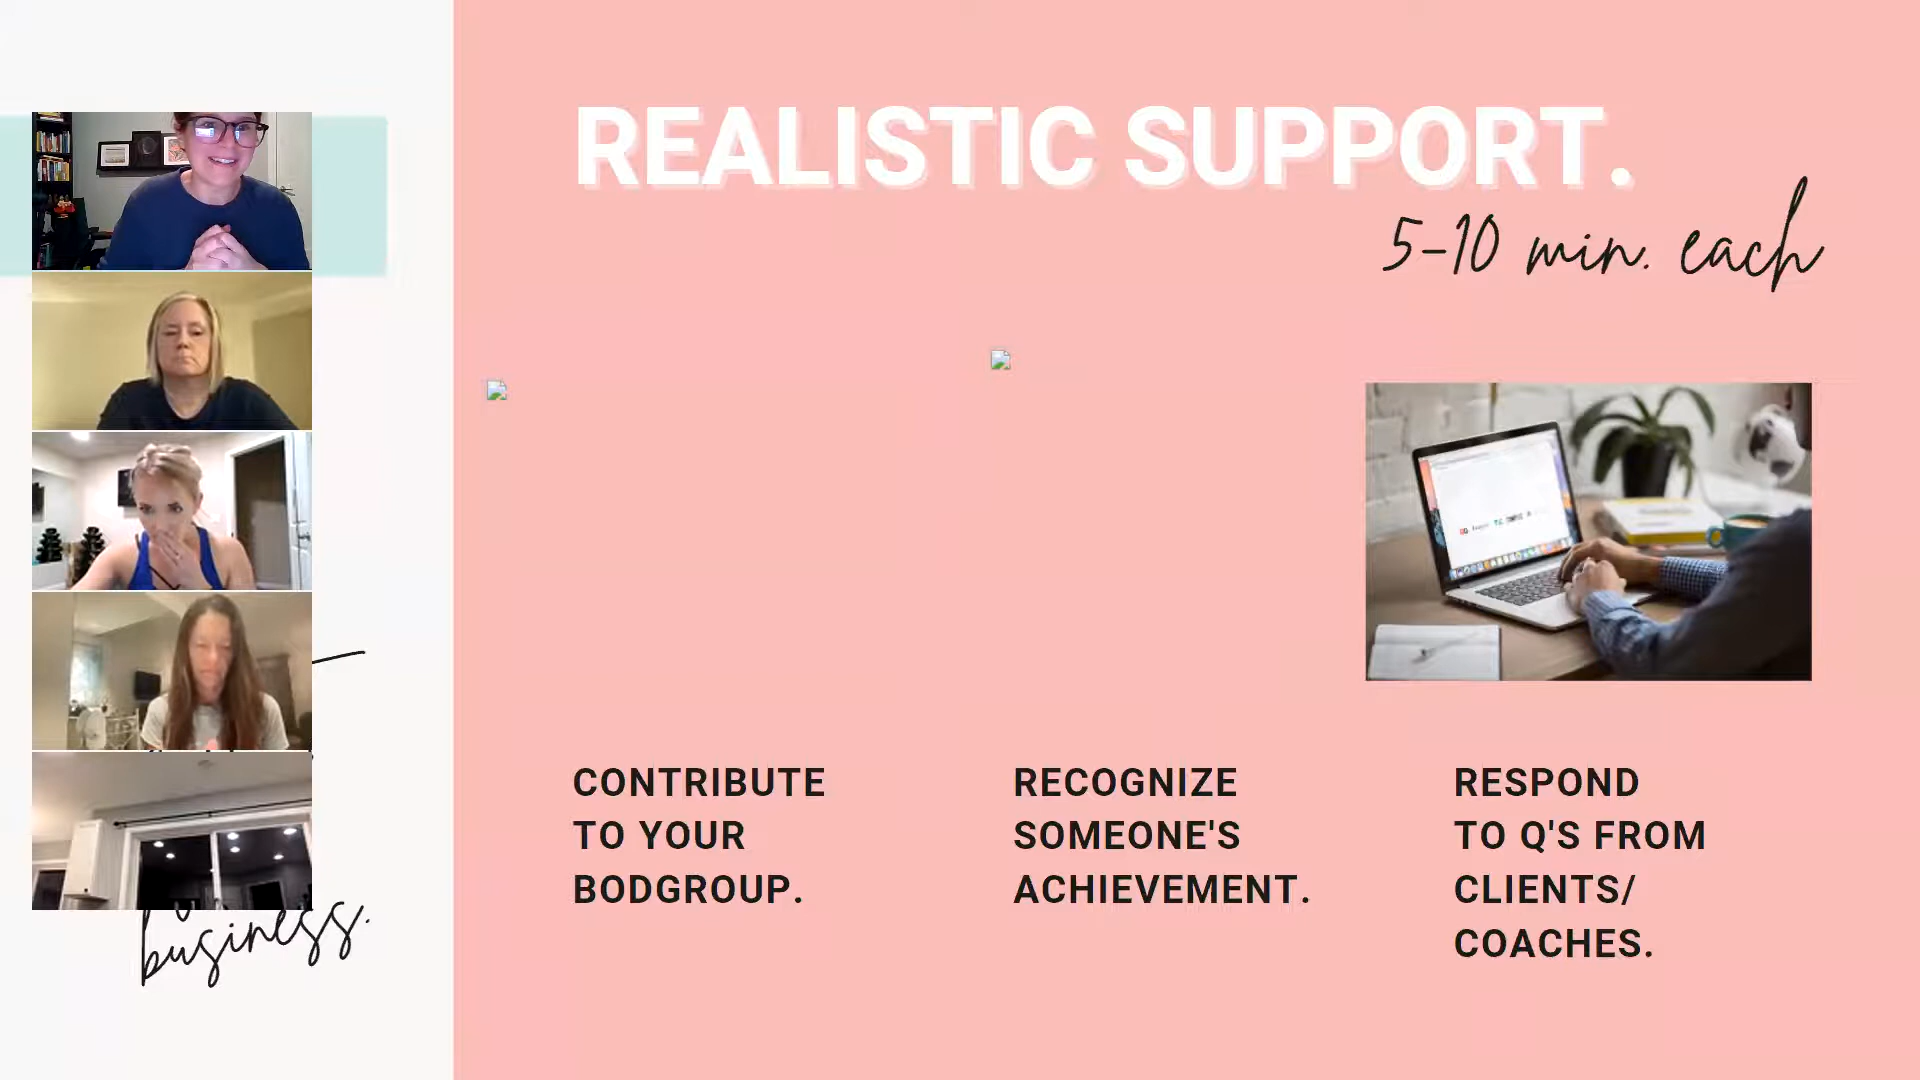 REALISTIC SUPPORT.
5-10 min. each
CONTRIBUTE
TO YOUR
BODGROUP.
RECOGNIZE
SOMEONE'S
ACHIEVEMENT.
RESPOND
TO Q'S FROM
CLIENTS/
COACHES.
business.